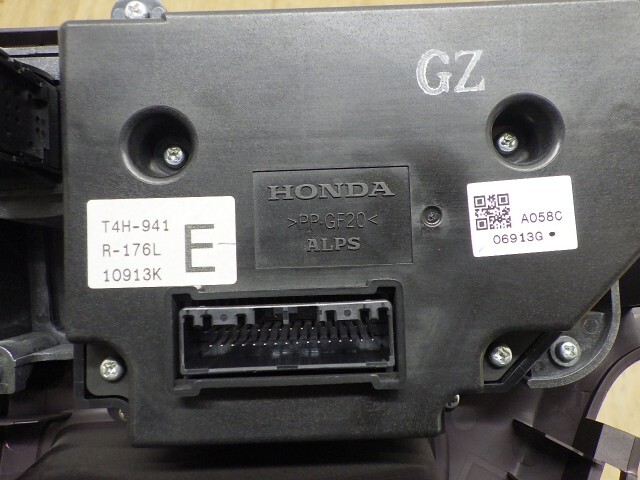 GZ
T4H-941
R-176L
10913K
E
HONDA
>PP-GF20<
ALPS
A058C
06913G